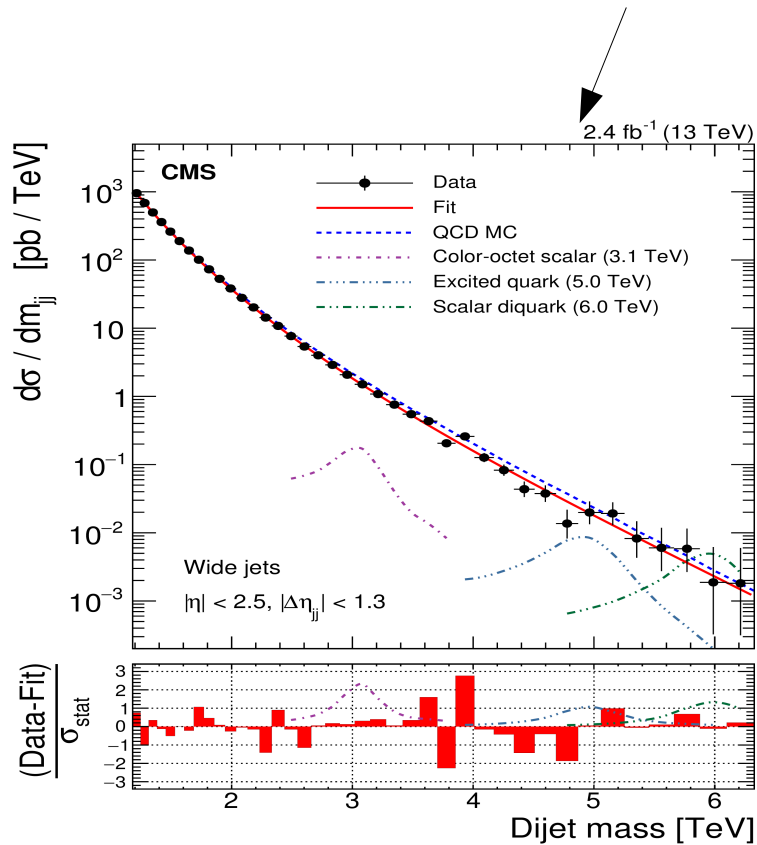 2.4 fb⁻¹ (13 TeV)
CMS
Data
Fit
QCD MC
Color-octet scalar (3.1 TeV)
Excited quark (5.0 TeV)
Scalar diquark (6.0 TeV)
dσ / dm_jj [pb / TeV]
10³
10²
10
1
10⁻¹
10⁻²
10⁻³
Wide jets
|η| < 2.5, |Δη_jj| < 1.3
(Data-Fit)
σ_stat
3
2
1
0
−1
−2
−3
2 3 4 5 6
Dijet mass [TeV]